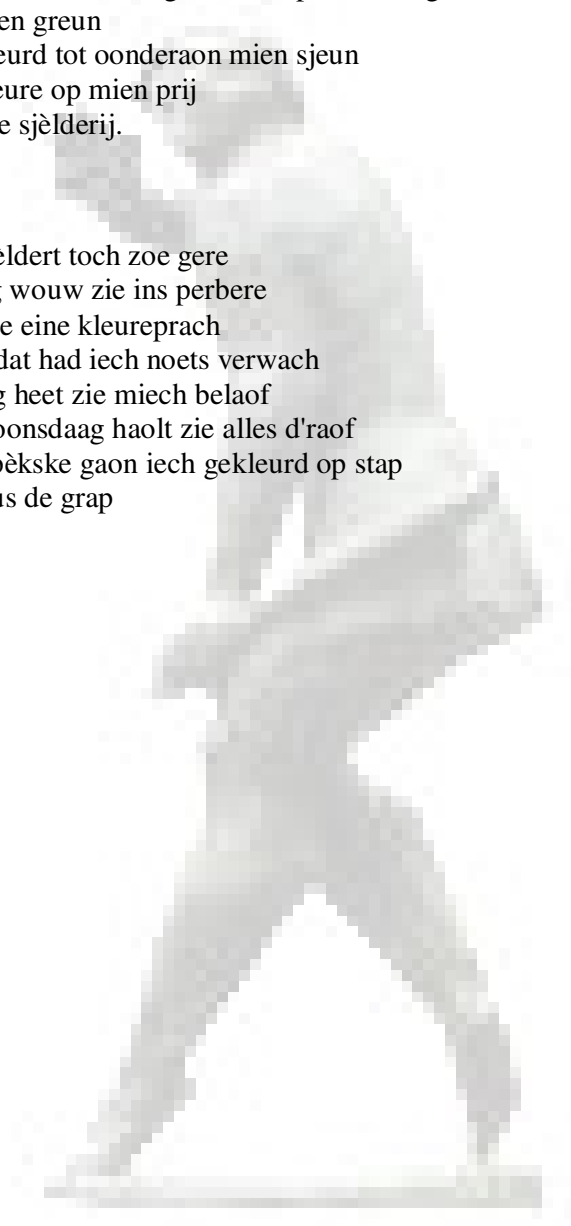 en greun
eurd tot oonderaon mien sjeun
eure op mien prij
e sjèlderij.
èldert toch zoe gere
g wouw zie ins perbere
e eine kleureprach
dat had iech noets verwach
g heet zie miech belaof
oonsdaag haolt zie alles d'raof
bèkske gaon iech gekleurd op stap
us de grap